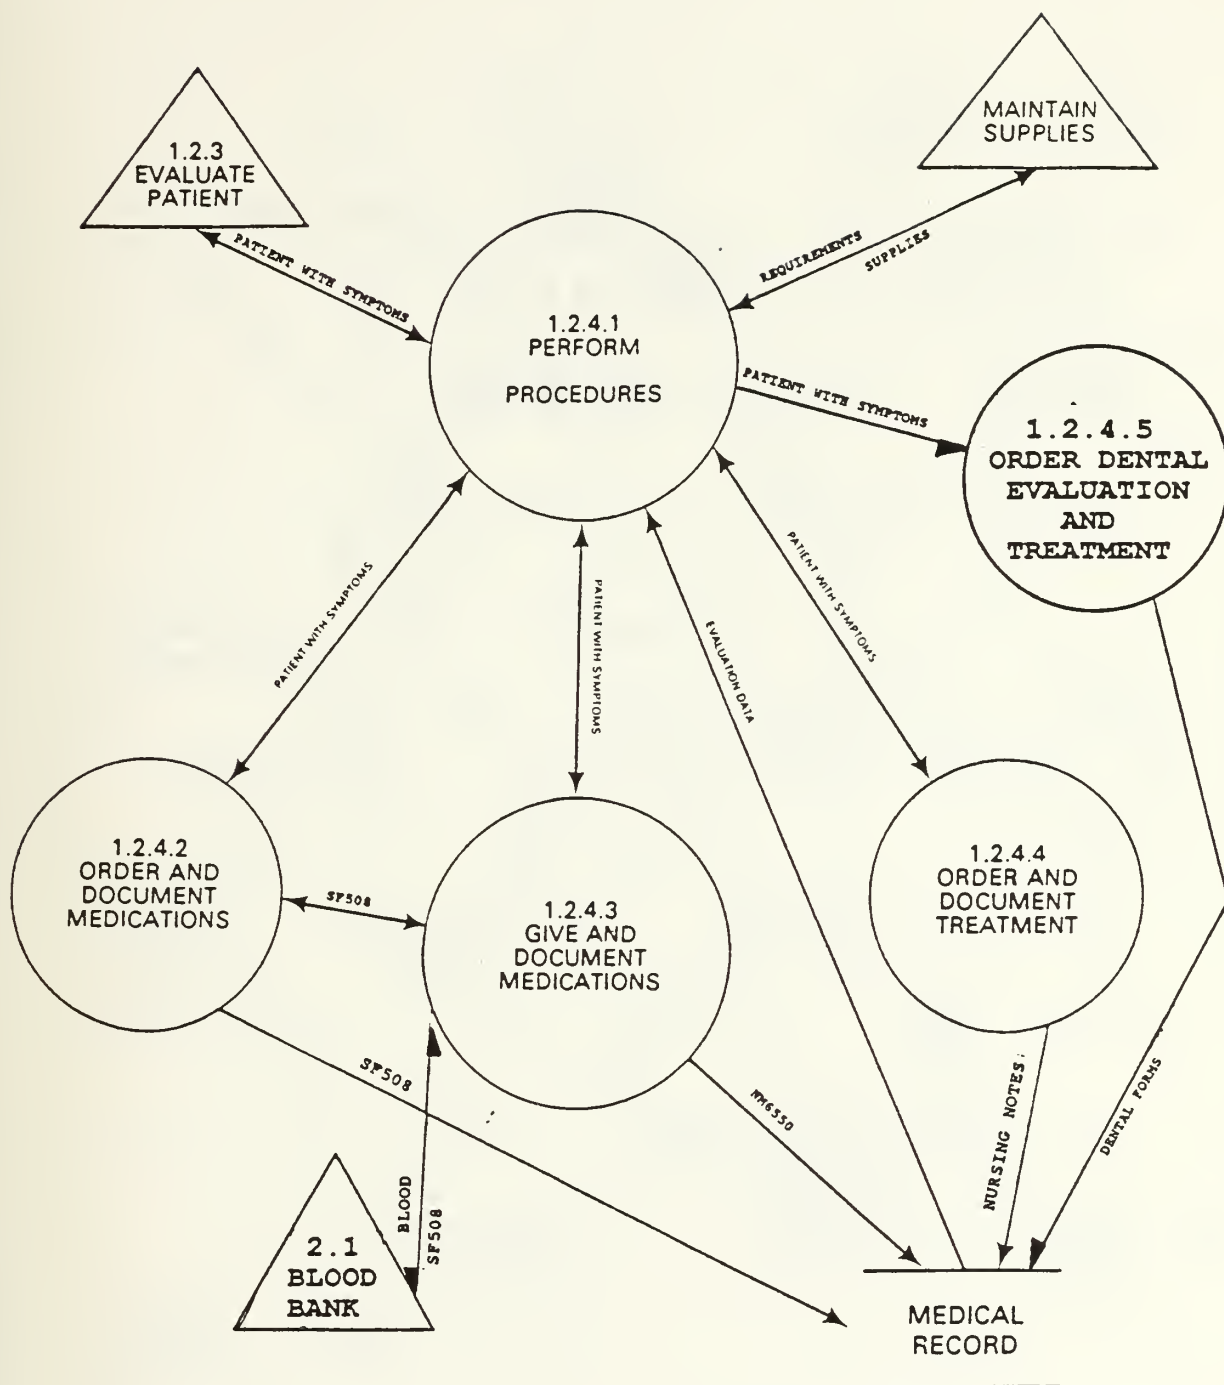 MAINTAIN
SUPPLIES
1.2.3
EVALUATE
PATIENT
PATIENT WITH SYMPTOMS
REQUIREMENTS
SUPPLIES
1.2.4.1
PERFORM
PROCEDURES
PATIENT WITH SYMPTOMS
1.2.4.5
ORDER DENTAL
EVALUATION
AND
TREATMENT
PATIENT WITH SYMPTOMS
PATIENT WITH SYMPTOMS
EVALUATION DATA
PATIENT WITH SYMPTOMS
1.2.4.2
ORDER AND
DOCUMENT
MEDICATIONS
SF508
1.2.4.3
GIVE AND
DOCUMENT
MEDICATIONS
1.2.4.4
ORDER AND
DOCUMENT
TREATMENT
SF508
NM6550
NURSING NOTES
DENTAL FORMS
BLOOD
SF508
2.1
BLOOD
BANK
MEDICAL
RECORD